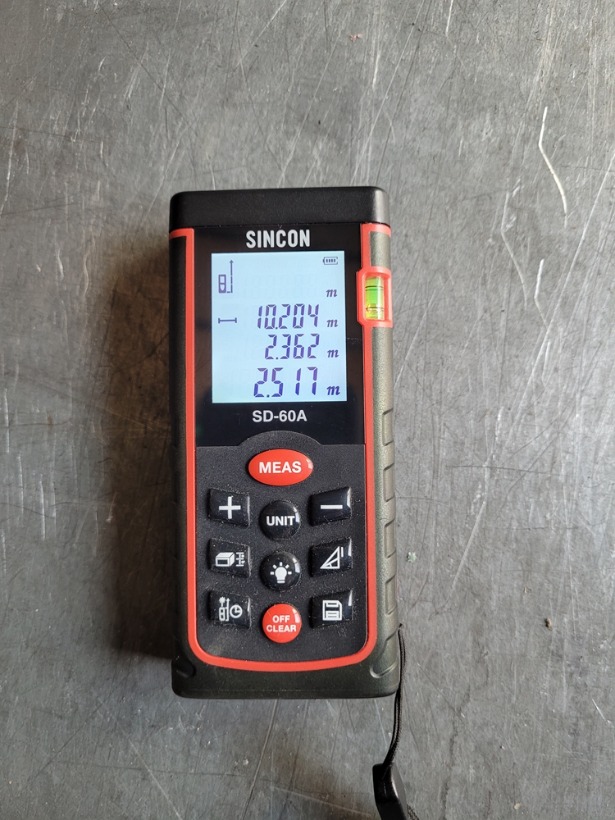 SINCON
m
10.204 m
2.362 m
2.517 m
SD-60A
MEAS
+
UNIT
−
OFF
CLEAR